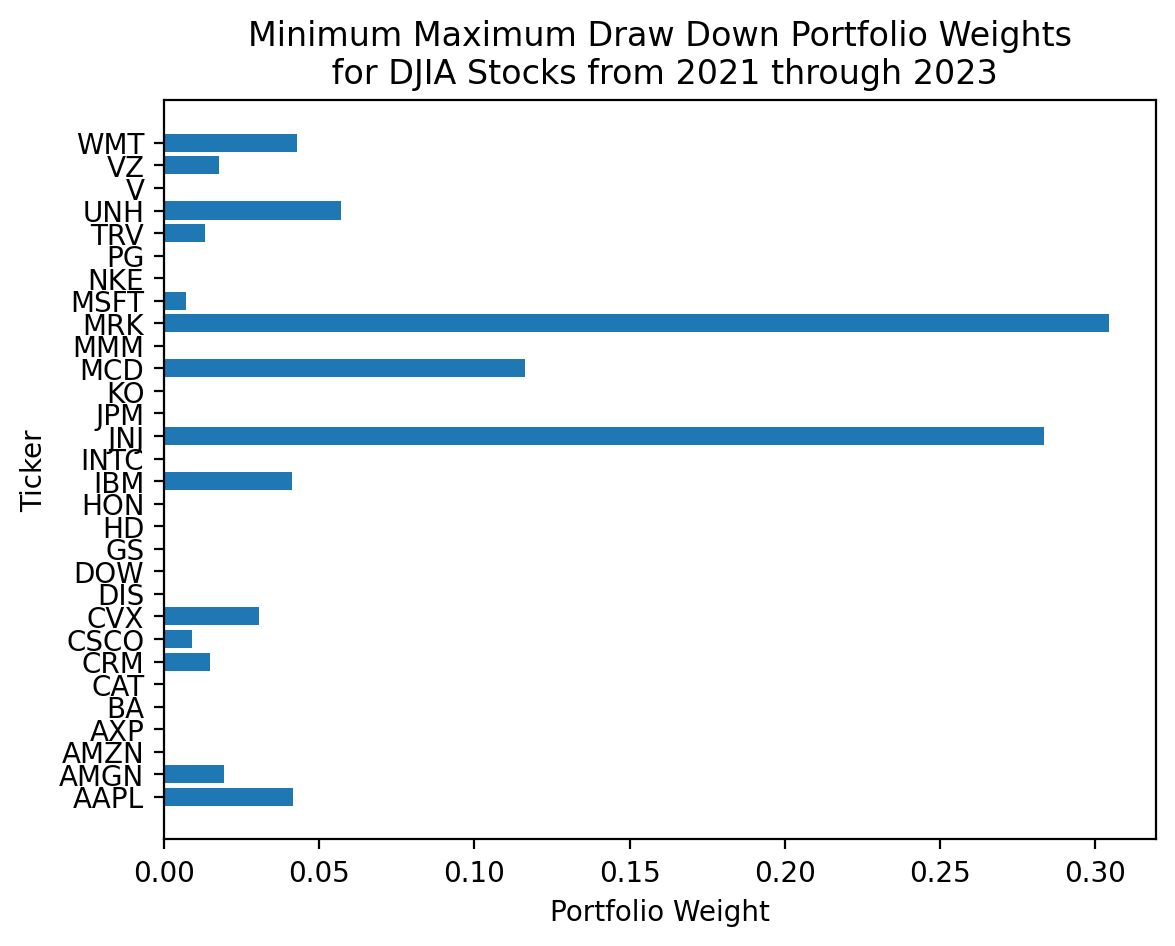 Minimum Maximum Draw Down Portfolio Weights
for DJIA Stocks from 2021 through 2023
Ticker
WMT
VZ
V
UNH
TRV
PG
NKE
MSFT
MRK
MMM
MCD
KO
JPM
JNJ
INTC
IBM
HON
HD
GS
DOW
DIS
CVX
CSCO
CRM
CAT
BA
AXP
AMZN
AMGN
AAPL
0.00 0.05 0.10 0.15 0.20 0.25 0.30
Portfolio Weight